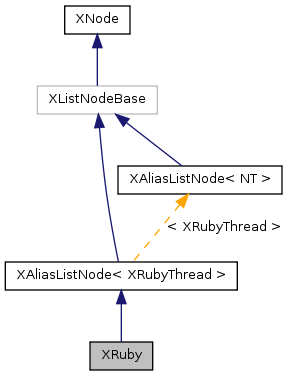 XNode
XListNodeBase
XAliasListNode< NT >
< XRubyThread >
XAliasListNode< XRubyThread >
XRuby